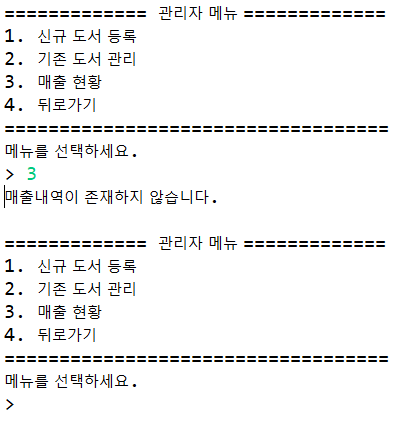 ============= 관리자 메뉴 =============
1. 신규 도서 등록
2. 기존 도서 관리
3. 매출 현황
4. 뒤로가기
===================================
메뉴를 선택하세요.
> 3
매출내역이 존재하지 않습니다.
============= 관리자 메뉴 =============
1. 신규 도서 등록
2. 기존 도서 관리
3. 매출 현황
4. 뒤로가기
===================================
메뉴를 선택하세요.
>